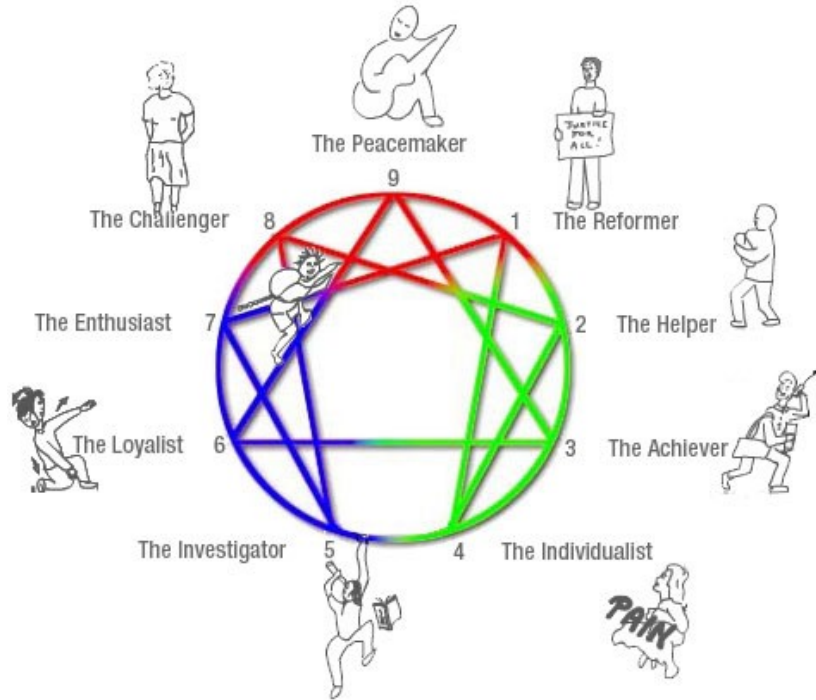 The Peacemaker
9
JUSTICE
FOR
ALL!
The Challenger
8
1
The Reformer
The Enthusiast
7
2
The Helper
The Loyalist
6
3
The Achiever
The Investigator
5
4
The Individualist
PAIN